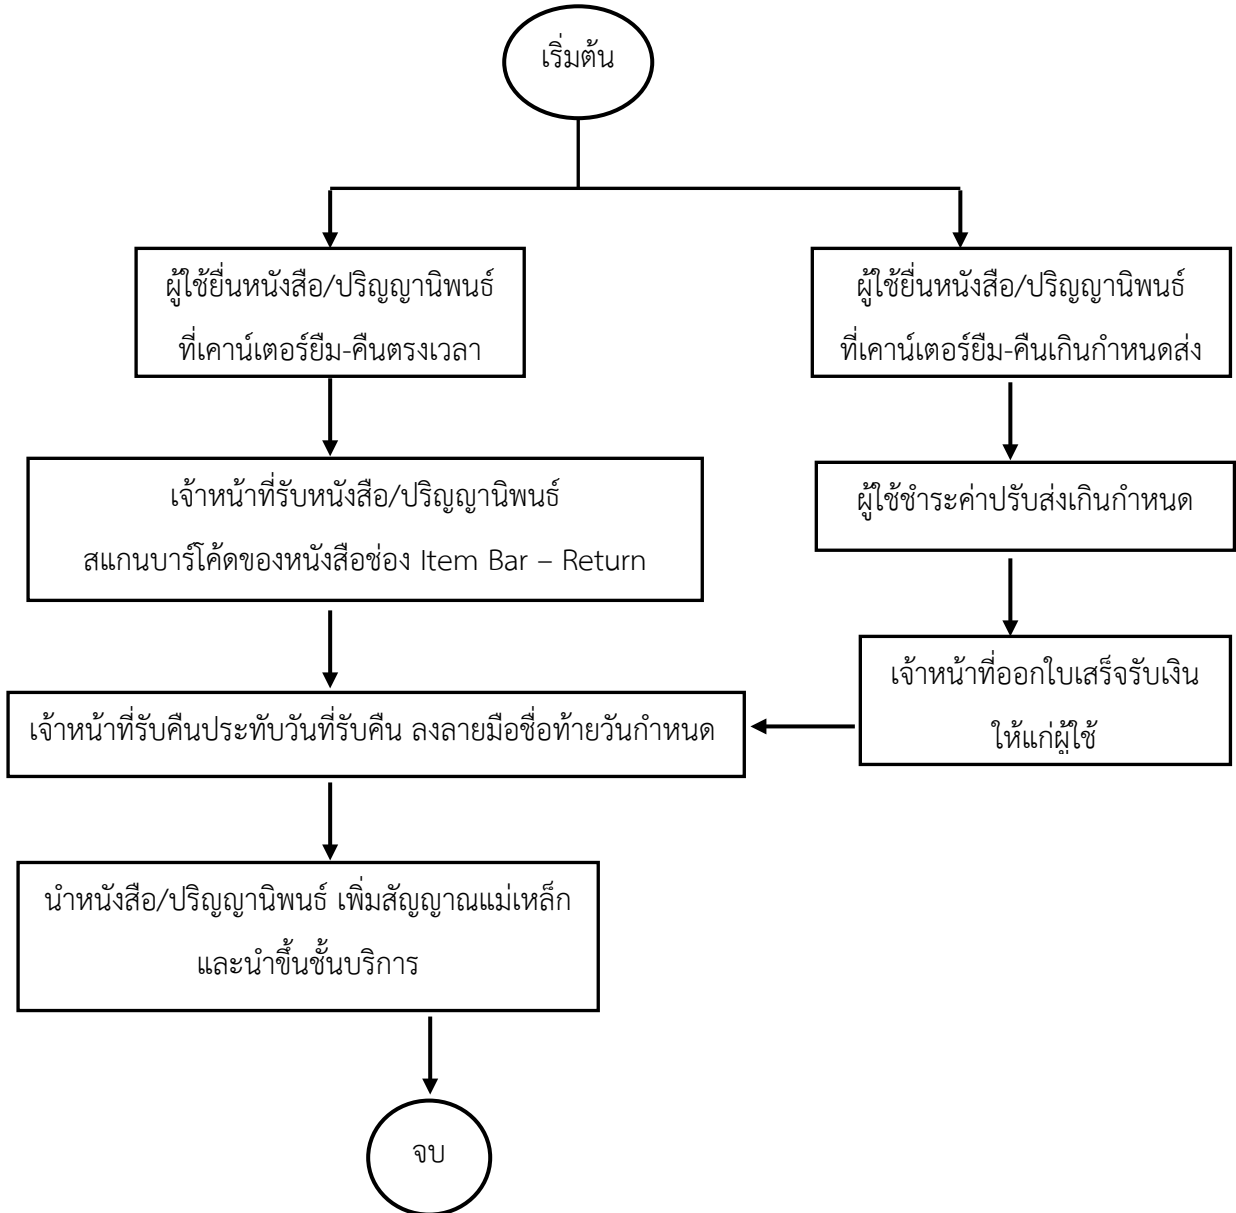 เริ่มต้น
ผู้ใช้ยื่นหนังสือ/ปริญญานิพนธ์
ที่เคาน์เตอร์ยืม-คืนตรงเวลา
ผู้ใช้ยื่นหนังสือ/ปริญญานิพนธ์
ที่เคาน์เตอร์ยืม-คืนเกินกำหนดส่ง
เจ้าหน้าที่รับหนังสือ/ปริญญานิพนธ์
สแกนบาร์โค้ดของหนังสือช่อง Item Bar – Return
ผู้ใช้ชำระค่าปรับส่งเกินกำหนด
เจ้าหน้าที่ออกใบเสร็จรับเงิน
ให้แก่ผู้ใช้
เจ้าหน้าที่รับคืนประทับวันที่รับคืน ลงลายมือชื่อท้ายวันกำหนด
นำหนังสือ/ปริญญานิพนธ์ เพิ่มสัญญาณแม่เหล็ก
และนำขึ้นชั้นบริการ
จบ